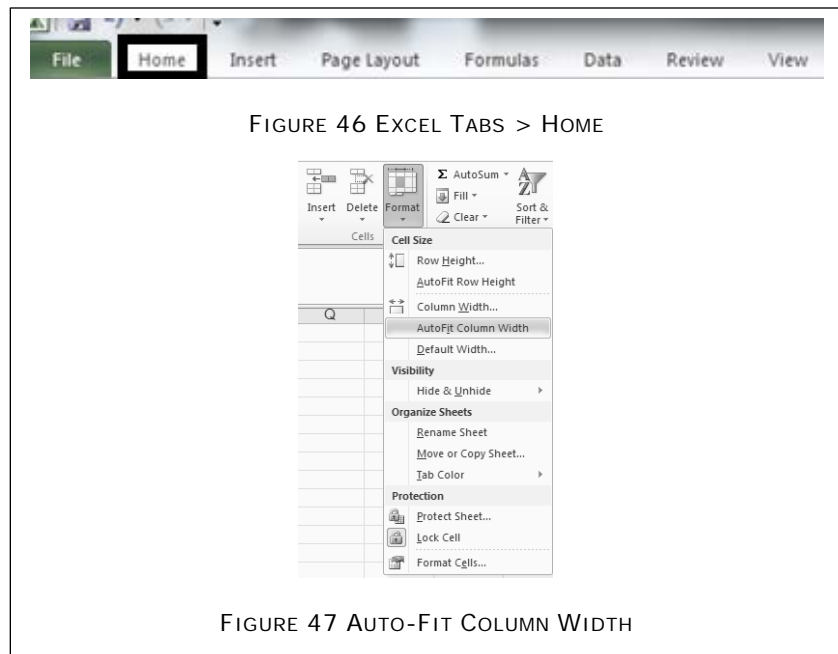 File Home Insert Page Layout Formulas Data Review View
FIGURE 46 EXCEL TABS > HOME
Insert Delete Format
Cells
Σ AutoSum
Fill
Clear
Sort & Filter
Q
Cell Size
Row Height...
AutoFit Row Height
Column Width...
AutoFit Column Width
Default Width...
Visibility
Hide & Unhide
Organize Sheets
Rename Sheet
Move or Copy Sheet...
Tab Color
Protection
Protect Sheet...
Lock Cell
Format Cells...
FIGURE 47 AUTO-FIT COLUMN WIDTH